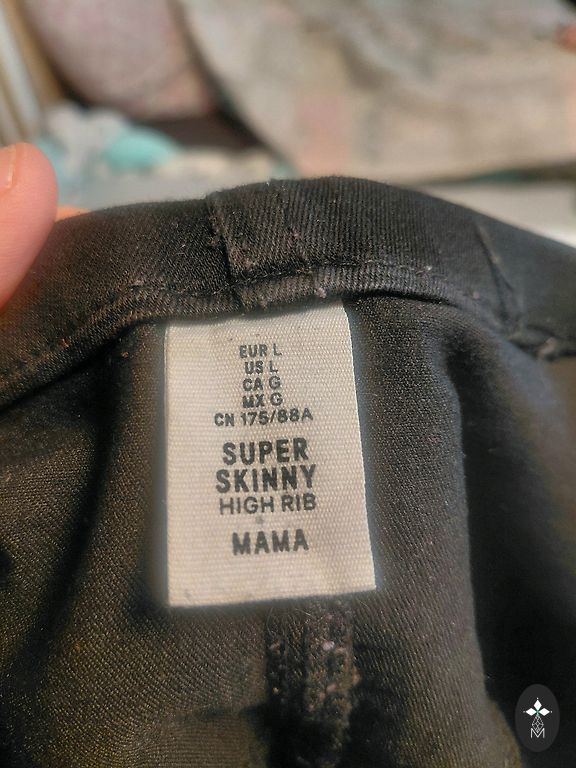 EUR L
US L
CA G
MX G
CN 175/88A
SUPER
SKINNY
HIGH RIB
MAMA